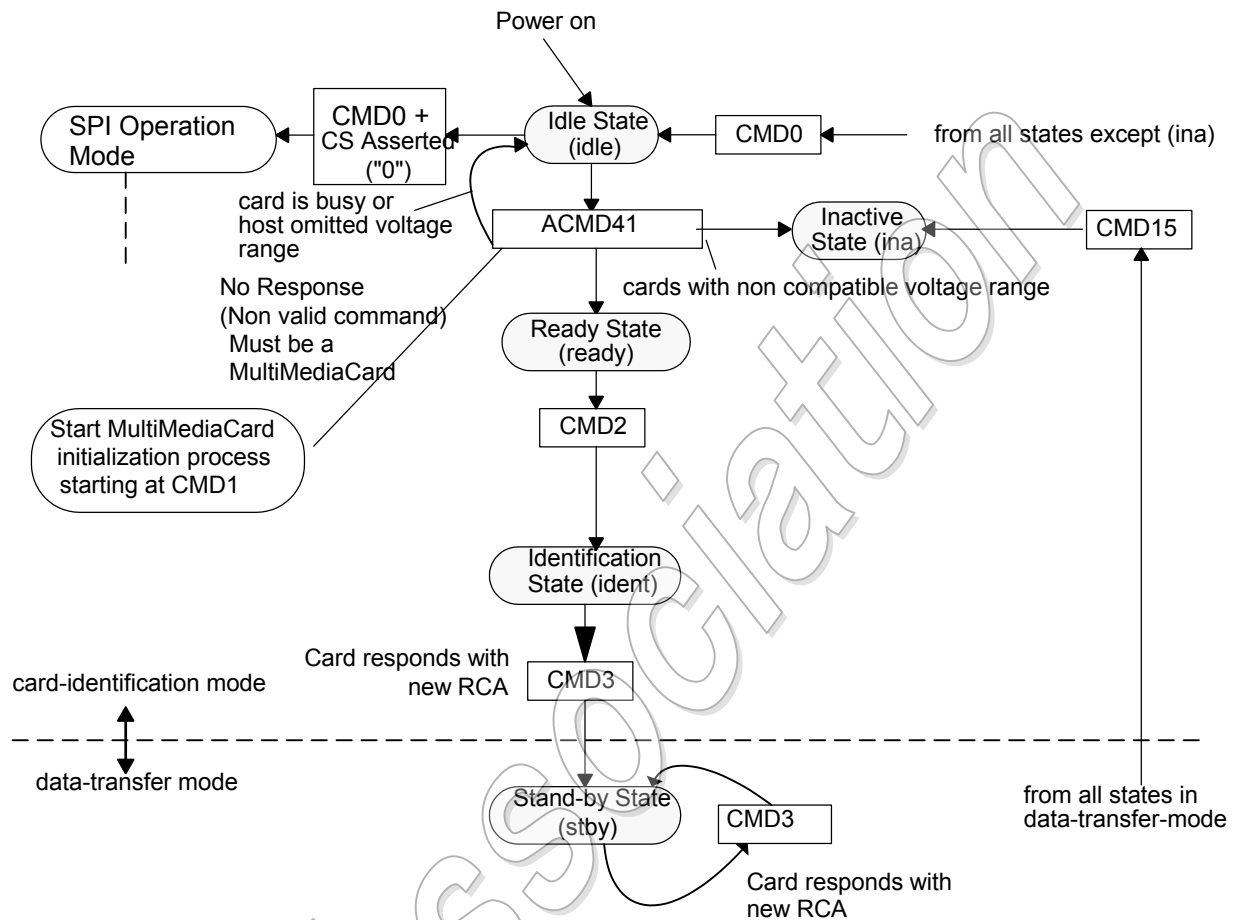 Power on
SPI Operation
Mode
CMD0 +
CS Asserted
("0")
Idle State
(idle)
CMD0
from all states except (ina)
card is busy or
host omitted voltage
range
ACMD41
Inactive
State (ina)
CMD15
cards with non compatible voltage range
No Response
(Non valid command)
Must be a
MultiMediaCard
Ready State
(ready)
CMD2
Start MultiMediaCard
initialization process
starting at CMD1
Identification
State (ident)
Card responds with
new RCA
CMD3
card-identification mode
data-transfer mode
Stand-by State
(stby)
CMD3
from all states in
data-transfer-mode
Card responds with
new RCA
ssociation